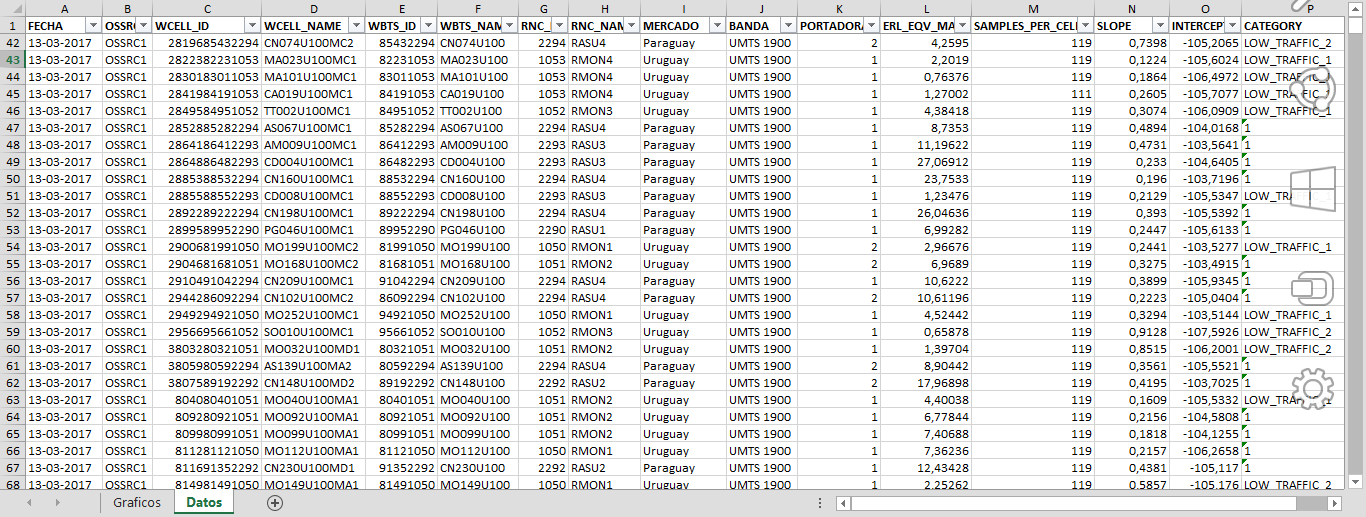 A B C D E F G H I J K L M N O P
1 FECHA OSSR WCELL_ID WCELL_NAME WBTS_ID WBTS_NAM RNC_ RNC_NAM MERCADO BANDA PORTADORA ERL_EQV_MA SAMPLES_PER_CELL SLOPE INTERCEP CATEGORY
42 13-03-2017 OSSRC1 2819685432294 CN074U100MC2 85432294 CN074U100 2294 RASU4 Paraguay UMTS 1900 2 4,2595 119 0,7398 -105,2065 LOW_TRAFFIC_2
43 13-03-2017 OSSRC1 2822382231053 MA023U100MC1 82231053 MA023U100 1053 RMON4 Uruguay UMTS 1900 1 2,2019 119 0,1224 -105,6024 LOW_TRAFFIC_1
44 13-03-2017 OSSRC1 2830183011053 MA101U100MC1 83011053 MA101U100 1053 RMON4 Uruguay UMTS 1900 1 0,76376 119 0,1864 -106,4972 LOW_TRAFFIC_1
45 13-03-2017 OSSRC1 2841984191053 CA019U100MC1 84191053 CA019U100 1053 RMON4 Uruguay UMTS 1900 1 1,27002 111 0,2605 -105,7077 LOW_TRAFFIC_1
46 13-03-2017 OSSRC1 2849584951052 TT002U100MC1 84951052 TT002U100 1052 RMON3 Uruguay UMTS 1900 1 4,38418 119 0,3074 -106,0909 LOW_TRAFFIC_1
47 13-03-2017 OSSRC1 2852885282294 AS067U100MC1 85282294 AS067U100 2294 RASU4 Paraguay UMTS 1900 1 8,7353 119 0,4894 -104,0168 1
48 13-03-2017 OSSRC1 2864186412293 AM009U100MC1 86412293 AM009U100 2293 RASU3 Paraguay UMTS 1900 1 11,19622 119 0,4731 -103,5641 1
49 13-03-2017 OSSRC1 2864886482293 CD004U100MC1 86482293 CD004U100 2293 RASU3 Paraguay UMTS 1900 1 27,06912 119 0,233 -104,6405 1
50 13-03-2017 OSSRC1 2885388532294 CN160U100MC1 88532294 CN160U100 2294 RASU4 Paraguay UMTS 1900 1 23,7533 119 0,196 -103,7196 1
51 13-03-2017 OSSRC1 2885588552293 CD008U100MC1 88552293 CD008U100 2293 RASU3 Paraguay UMTS 1900 1 1,23476 119 0,2129 -105,5347 LOW_TRA
52 13-03-2017 OSSRC1 2892289222294 CN198U100MC1 89222294 CN198U100 2294 RASU4 Paraguay UMTS 1900 1 26,04636 119 0,393 -105,5392 1
53 13-03-2017 OSSRC1 2899589952290 PG046U100MC1 89952290 PG046U100 2290 RASU1 Paraguay UMTS 1900 1 6,99282 119 0,2447 -105,6133 1
54 13-03-2017 OSSRC1 2900681991050 MO199U100MC2 81991050 MO199U100 1050 RMON1 Uruguay UMTS 1900 2 2,96676 119 0,2441 -103,5277 LOW_TRAFFIC_1
55 13-03-2017 OSSRC1 2904681681051 MO168U100MC2 81681051 MO168U100 1051 RMON2 Uruguay UMTS 1900 2 6,9689 119 0,3275 -103,4915 1
56 13-03-2017 OSSRC1 2910491042294 CN209U100MC1 91042294 CN209U100 2294 RASU4 Paraguay UMTS 1900 1 10,6222 119 0,3899 -105,9345 1
57 13-03-2017 OSSRC1 2944286092294 CN102U100MC2 86092294 CN102U100 2294 RASU4 Paraguay UMTS 1900 2 10,61196 119 0,2223 -105,0404 1
58 13-03-2017 OSSRC1 2949294921050 MO252U100MC1 94921050 MO252U100 1050 RMON1 Uruguay UMTS 1900 1 4,52442 119 0,3294 -103,5144 LOW_TRAFFIC_1
59 13-03-2017 OSSRC1 2956695661052 SO010U100MC1 95661052 SO010U100 1052 RMON3 Uruguay UMTS 1900 1 0,65878 119 0,9128 -107,5926 LOW_TRAFFIC_2
60 13-03-2017 OSSRC1 3803280321051 MO032U100MD1 80321051 MO032U100 1051 RMON2 Uruguay UMTS 1900 1 1,39704 119 0,8515 -106,2001 LOW_TRAFFIC_2
61 13-03-2017 OSSRC1 3805980592294 AS139U100MA2 80592294 AS139U100 2294 RASU4 Paraguay UMTS 1900 2 8,90442 119 0,3561 -105,5521 1
62 13-03-2017 OSSRC1 3807589192292 CN148U100MD2 89192292 CN148U100 2292 RASU2 Paraguay UMTS 1900 2 17,96898 119 0,4195 -103,7025 1
63 13-03-2017 OSSRC1 804080401051 MO040U100MA1 80401051 MO040U100 1051 RMON2 Uruguay UMTS 1900 1 4,40038 119 0,1609 -105,5332 LOW_TRAFFIC_1
64 13-03-2017 OSSRC1 809280921051 MO092U100MA1 80921051 MO092U100 1051 RMON2 Uruguay UMTS 1900 1 6,77844 119 0,2156 -104,5808 1
65 13-03-2017 OSSRC1 809980991051 MO099U100MA1 80991051 MO099U100 1051 RMON2 Uruguay UMTS 1900 1 7,40688 119 0,1818 -104,1255 1
66 13-03-2017 OSSRC1 811281121050 MO112U100MA1 81121050 MO112U100 1050 RMON1 Uruguay UMTS 1900 1 7,36236 119 0,2157 -106,2658 1
67 13-03-2017 OSSRC1 811691352292 CN230U100MD1 91352292 CN230U100 2292 RASU2 Paraguay UMTS 1900 1 12,43428 119 0,4381 -105,117 1
68 13-03-2017 OSSRC1 814981491050 MO149U100MA1 81491050 MO149U100 1050 RMON1 Uruguay UMTS 1900 1 2,25262 119 0,5857 -105,176 LOW_TRAFFIC_2
Graficos Datos